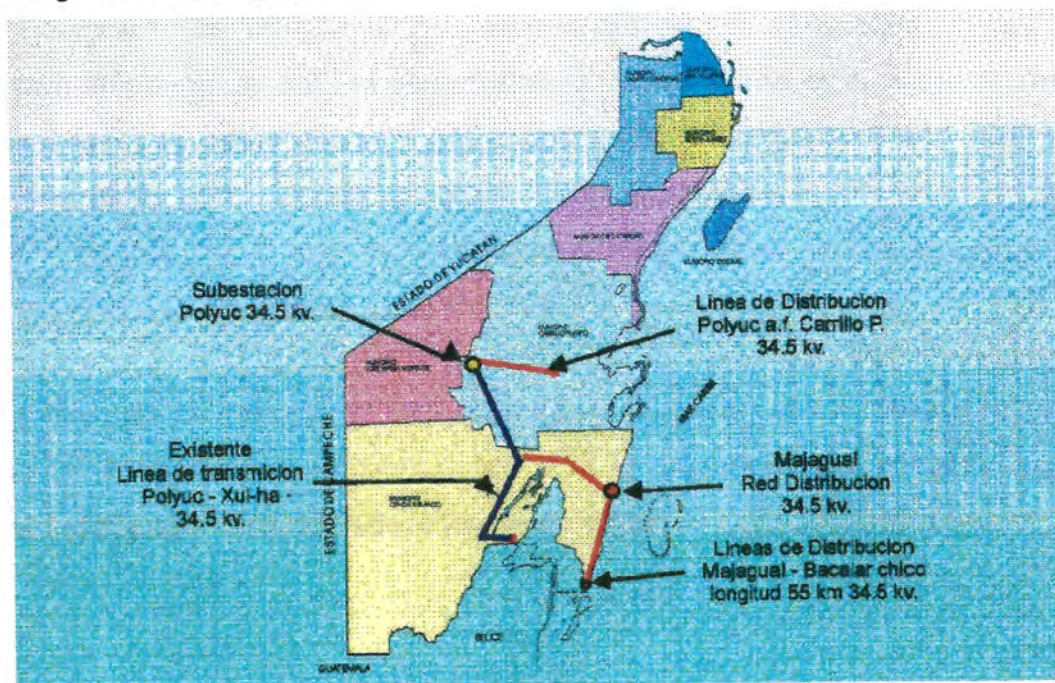 ESTADO DE YUCATAN
Subestacion
Polyuc 34.5 kv.
Linea de Distribucion
Polyuc a.f. Carrillo P.
34.5 kv.
MAR CARIBE
ESTADO DE CAMPECHE
Existente
Linea de transmicion
Polyuc - Xul-ha -
34.5 kv.
Majagual
Red Distribucion
34.5 kv.
Lineas de Distribucion
Majagual - Bacalar chico
longitud 55 km 34.5 kv.
BELICE
GUATEMALA